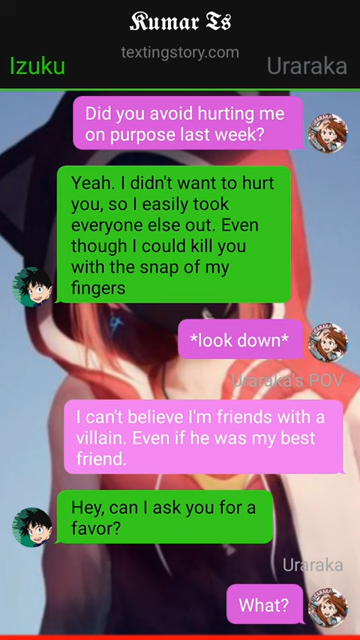 Kumar Ts
textingstory.com
Izuku
Uraraka
Did you avoid hurting me
on purpose last week?
Yeah. I didn't want to hurt
you, so I easily took
everyone else out. Even
though I could kill you
with the snap of my
fingers
*look down*
Uraraka's POV
I can't believe I'm friends with a
villain. Even if he was my best
friend.
Hey, can I ask you for a
favor?
Uraraka
What?